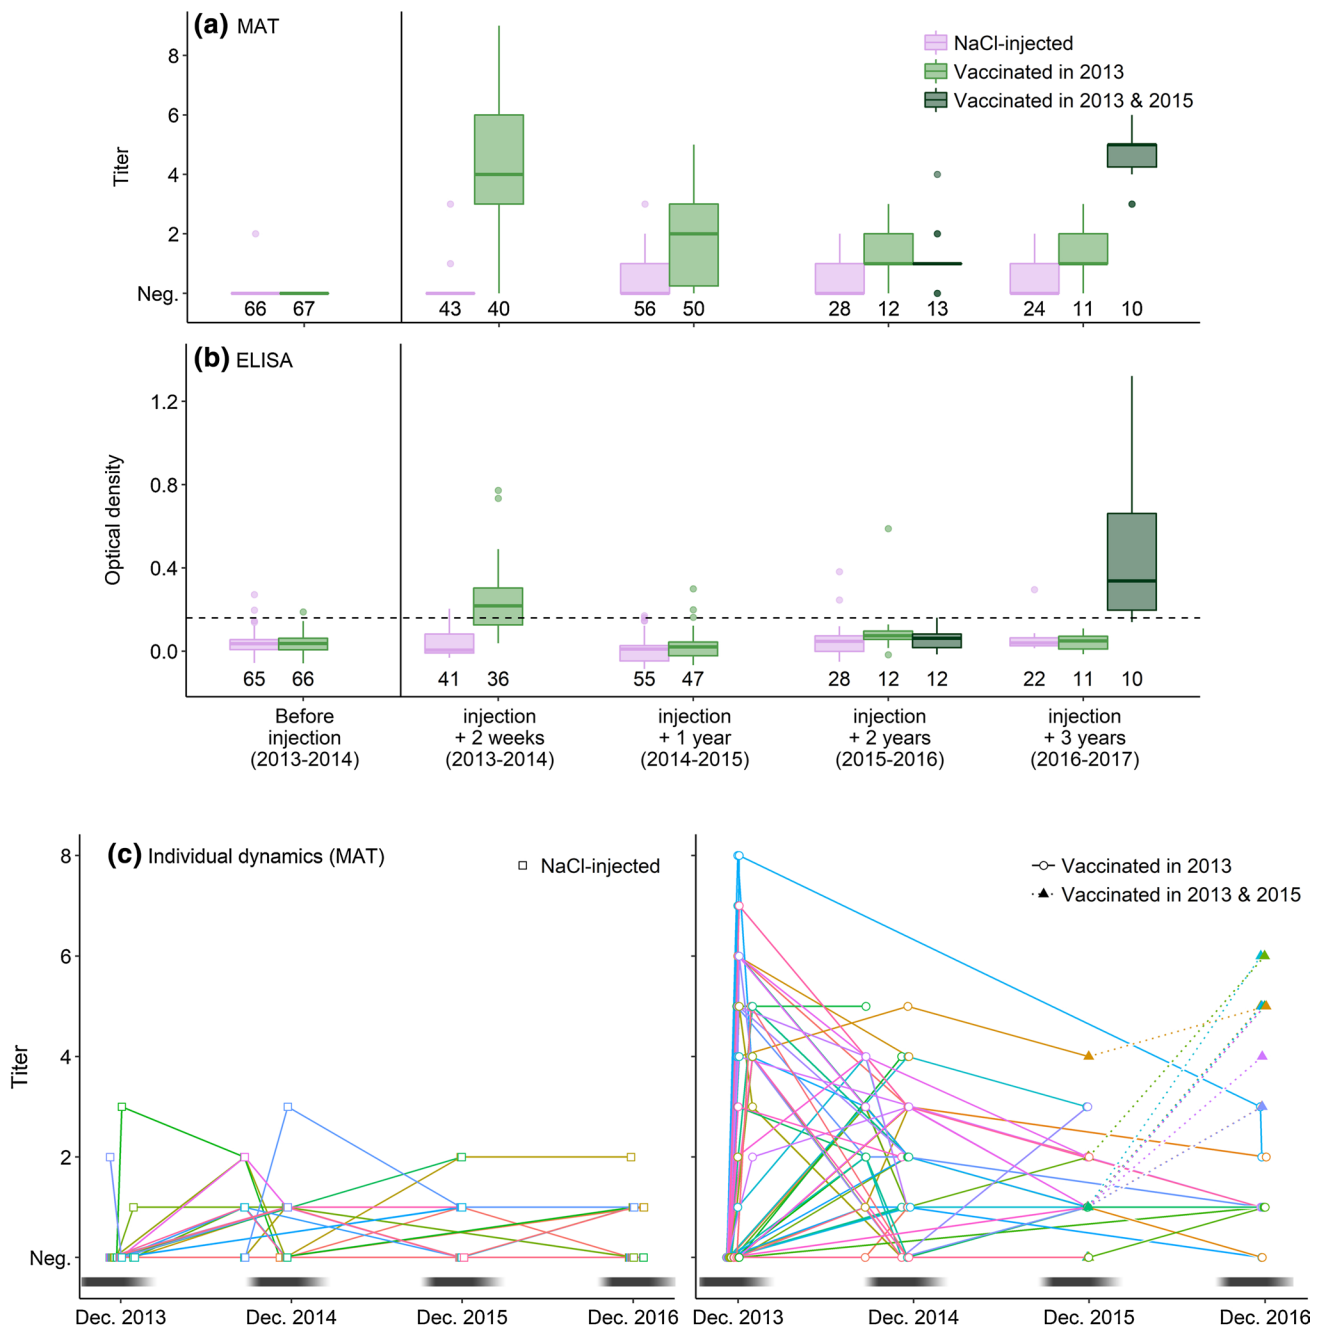 (a) MAT
NaCl-injected
Vaccinated in 2013
Vaccinated in 2013 & 2015
Titer
8
6
4
2
Neg.
66 67 43 40 56 50 28 12 13 24 11 10
(b) ELISA
Optical density
1.2
0.8
0.4
0.0
65 66 41 36 55 47 28 12 12 22 11 10
Before
injection
(2013-2014)
injection
+ 2 weeks
(2013-2014)
injection
+ 1 year
(2014-2015)
injection
+ 2 years
(2015-2016)
injection
+ 3 years
(2016-2017)
(c) Individual dynamics (MAT)
NaCl-injected
Vaccinated in 2013
Vaccinated in 2013 & 2015
Titer
8
6
4
2
Neg.
Dec. 2013 Dec. 2014 Dec. 2015 Dec. 2016
Dec. 2013 Dec. 2014 Dec. 2015 Dec. 2016